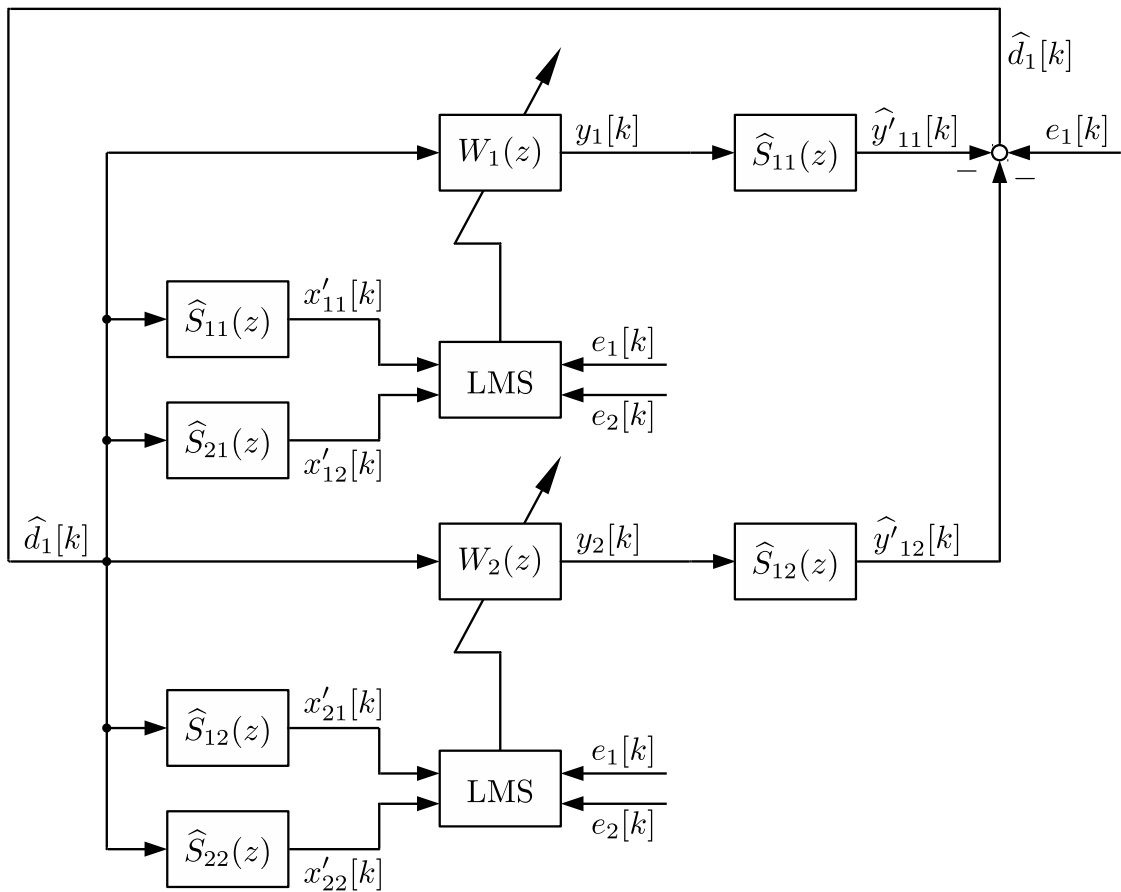 d̂₁[k]
W₁(z) y₁[k] Ŝ₁₁(z) ŷ′₁₁[k] e₁[k]
− −
Ŝ₁₁(z) x′₁₁[k]
LMS e₁[k]
e₂[k]
Ŝ₂₁(z) x′₁₂[k]
d̂₁[k] W₂(z) y₂[k] Ŝ₁₂(z) ŷ′₁₂[k]
Ŝ₁₂(z) x′₂₁[k]
LMS e₁[k]
e₂[k]
Ŝ₂₂(z) x′₂₂[k]